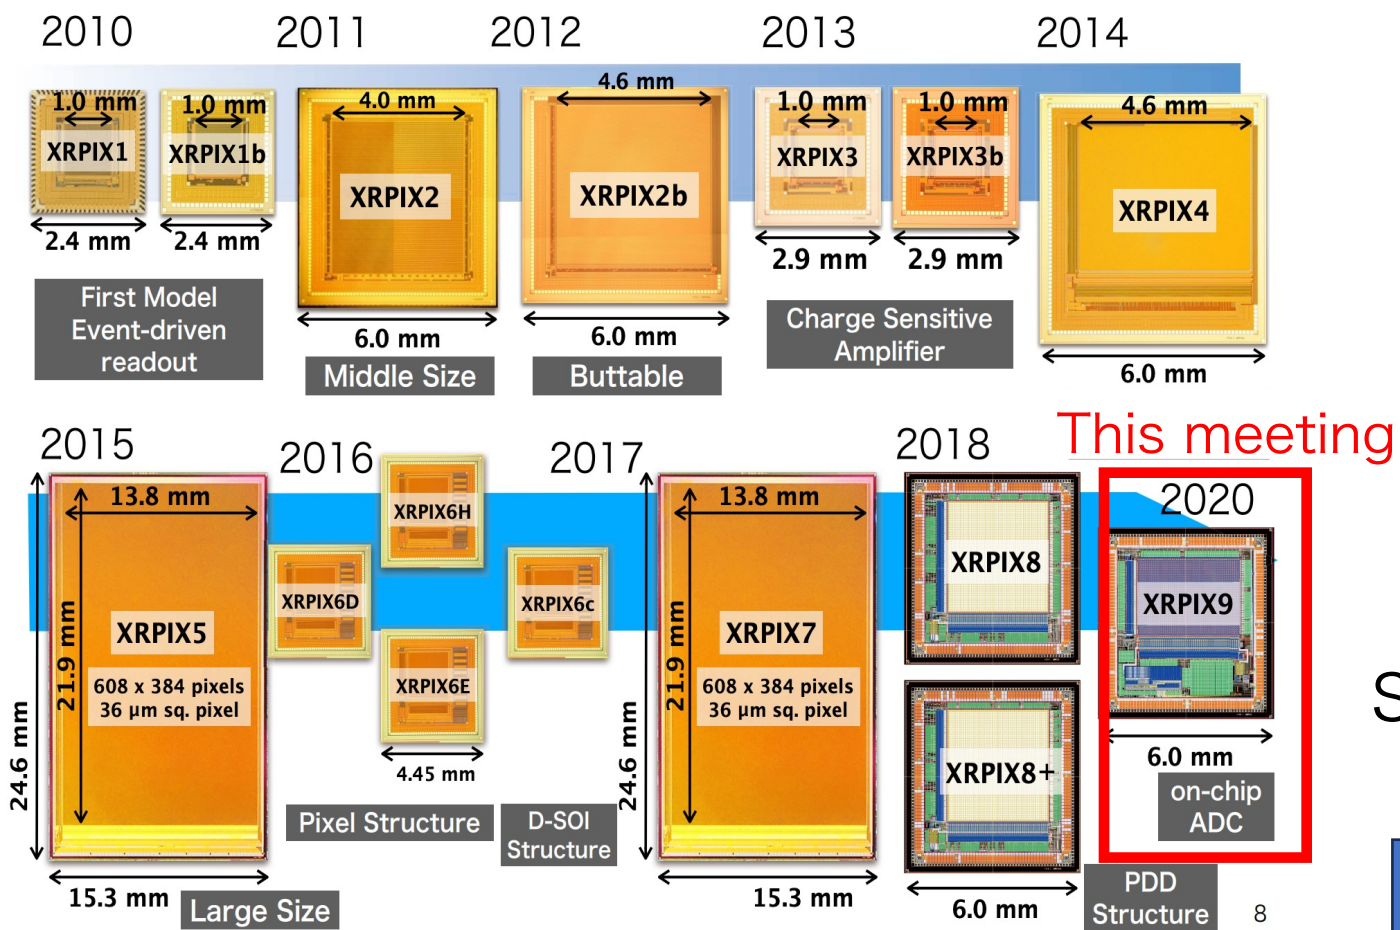 2010
2011
2012
2013
2014
1.0 mm
XRPIX1
2.4 mm
1.0 mm
XRPIX1b
2.4 mm
First Model
Event-driven
readout
4.0 mm
XRPIX2
6.0 mm
Middle Size
4.6 mm
XRPIX2b
6.0 mm
Buttable
1.0 mm
XRPIX3
2.9 mm
1.0 mm
XRPIX3b
2.9 mm
Charge Sensitive
Amplifier
4.6 mm
XRPIX4
6.0 mm
This meeting
2015
2016
2017
2018
2020
13.8 mm
XRPIX5
608 x 384 pixels
36 µm sq. pixel
21.9 mm
24.6 mm
15.3 mm
Large Size
XRPIX6H
XRPIX6D
XRPIX6E
4.45 mm
Pixel Structure
XRPIX6c
D-SOI
Structure
13.8 mm
XRPIX7
608 x 384 pixels
36 µm sq. pixel
21.9 mm
24.6 mm
15.3 mm
XRPIX8
XRPIX8+
6.0 mm
PDD
Structure
XRPIX9
6.0 mm
on-chip
ADC
S
8